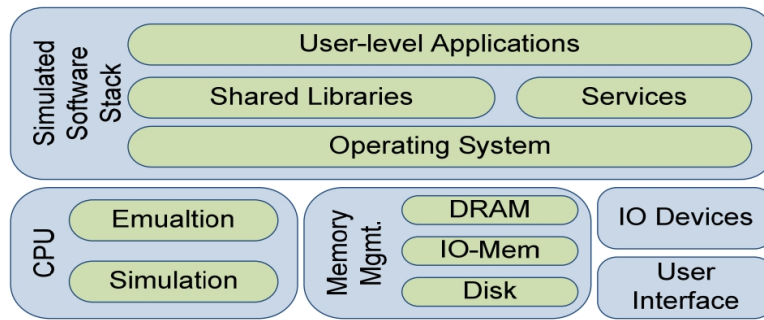 Simulated
Software
Stack
User-level Applications
Shared Libraries
Services
Operating System
CPU
Emualtion
Simulation
Memory
Mgmt.
DRAM
IO-Mem
Disk
IO Devices
User
Interface